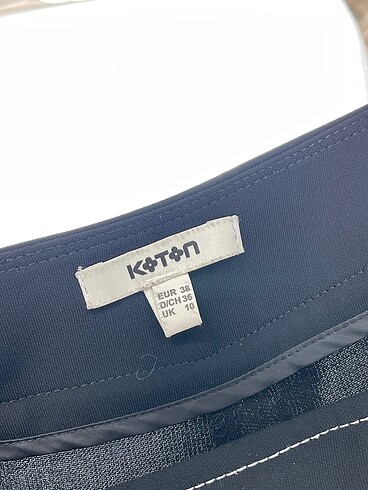 KOTON
EUR 38
D/CH 36
UK 10